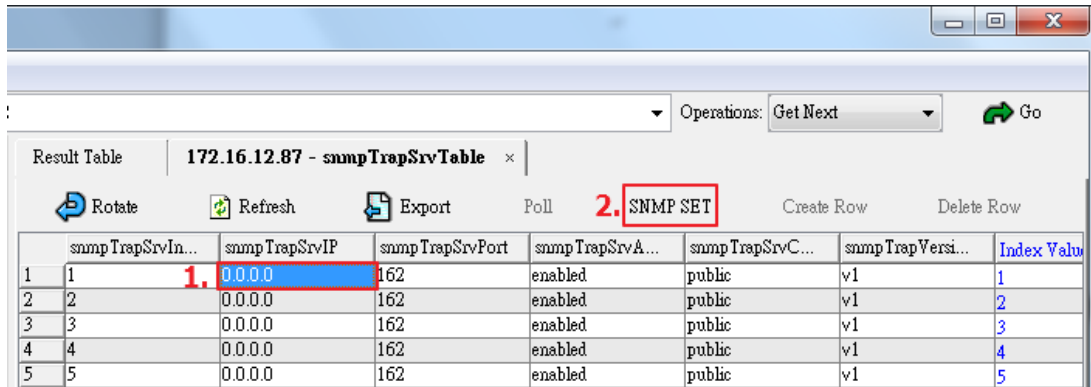 : Operations: Get Next Go
Result Table 172.16.12.87 - snmpTrapSrvTable ×
Rotate Refresh Export Poll 2. SNMP SET Create Row Delete Row
snmpTrapSrvIn... snmpTrapSrvIP snmpTrapSrvPort snmpTrapSrvA... snmpTrapSrvC... snmpTrapVersi... Index Valu
1 1 1. 0.0.0.0 162 enabled public v1 1
2 2 0.0.0.0 162 enabled public v1 2
3 3 0.0.0.0 162 enabled public v1 3
4 4 0.0.0.0 162 enabled public v1 4
5 5 0.0.0.0 162 enabled public v1 5